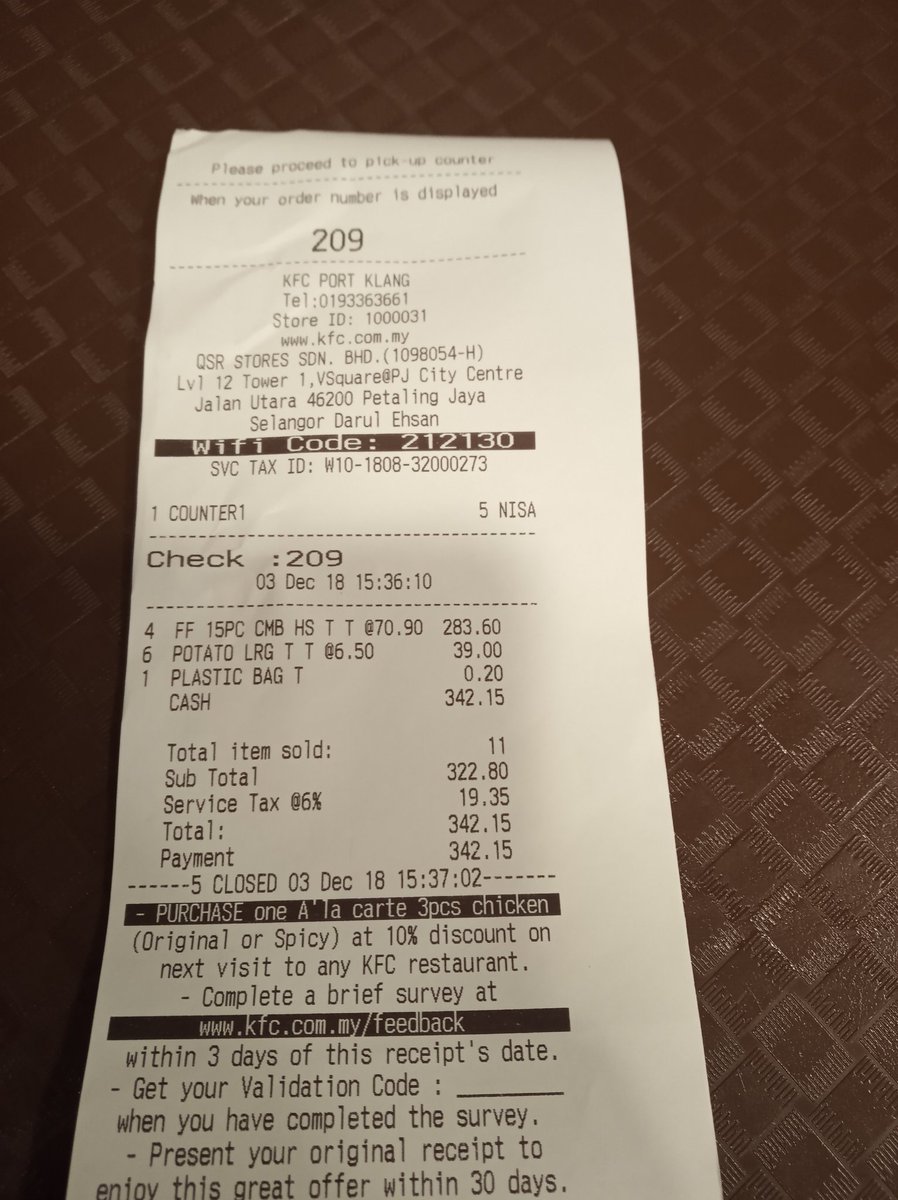 Please proceed to pick-up counter
When your order number is displayed
209
KFC PORT KLANG
Tel:0193363661
Store ID: 1000031
www.kfc.com.my
QSR STORES SDN. BHD.(1098054-H)
Lvl 12 Tower 1,VSquare@PJ City Centre
Jalan Utara 46200 Petaling Jaya
Selangor Darul Ehsan
Wifi Code: 212130
SVC TAX ID: W10-1808-32000273
1 COUNTER1 5 NISA
Check :209
03 Dec 18 15:36:10
4 FF 15PC CMB HS T T @70.90 283.60
6 POTATO LRG T T @6.50 39.00
1 PLASTIC BAG T 0.20
CASH 342.15
Total item sold: 11
Sub Total 322.80
Service Tax @6% 19.35
Total: 342.15
Payment 342.15
------5 CLOSED 03 Dec 18 15:37:02-------
- PURCHASE one A'la carte 3pcs chicken
(Original or Spicy) at 10% discount on
next visit to any KFC restaurant.
- Complete a brief survey at
www.kfc.com.my/feedback
within 3 days of this receipt's date.
- Get your Validation Code : ________
when you have completed the survey.
- Present your original receipt to
enjoy this great offer within 30 days.